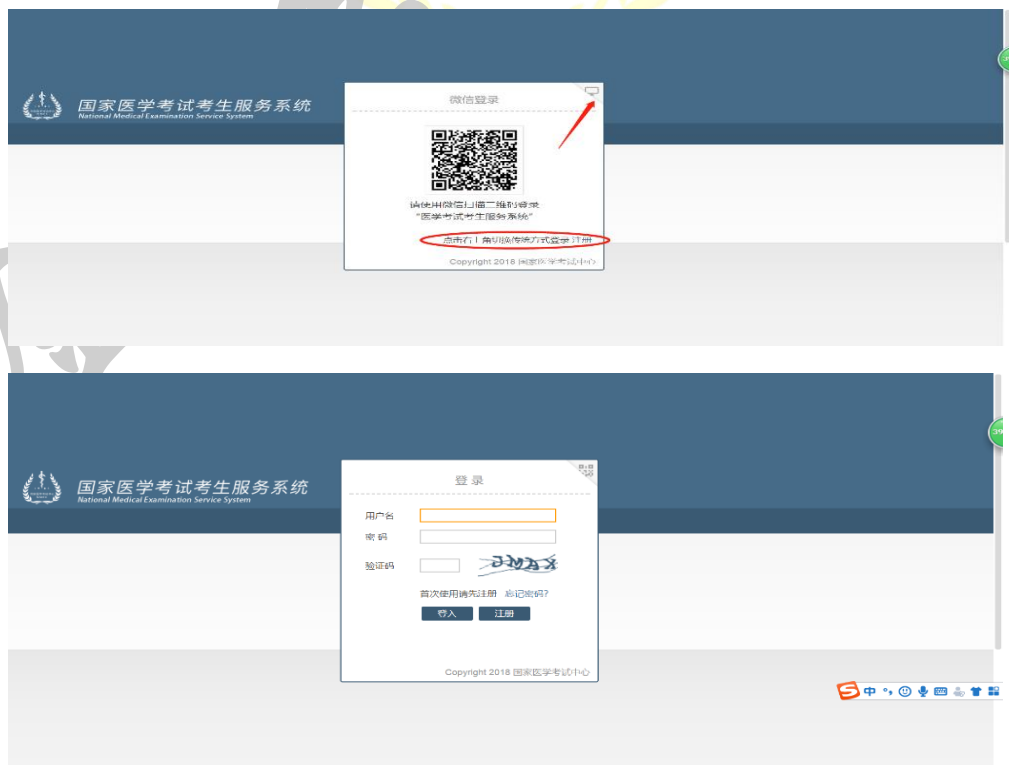 国家医学考试考生服务系统
National Medical Examination Service System
微信登录
请使用微信扫描二维码登录
"医学考试考生服务系统"
点击右上角切换传统方式登录 注册
Copyright 2018 国家医学考试中心
国家医学考试考生服务系统
National Medical Examination Service System
登 录
用户名
密 码
验证码
JMAX
首次使用请先注册 忘记密码?
登入 注册
Copyright 2018 国家医学考试中心
中